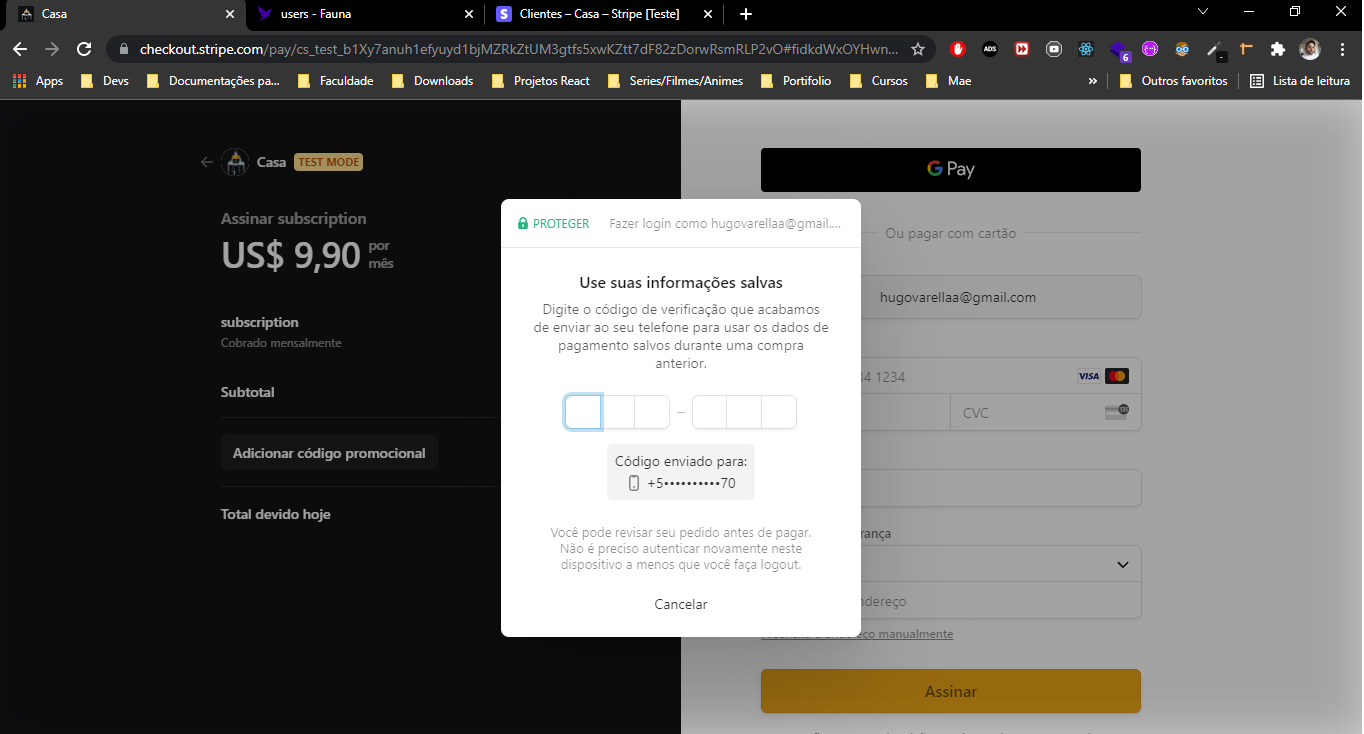 Casa
users - Fauna
S
Clientes – Casa – Stripe [Teste]
checkout.stripe.com/pay/cs_test_b1Xy7anuh1efyuyd1bjMZRkZtUM3gtfs5xwKZtt7dF82zDorwRsmRLP2vO#fidkdWxOYHwn...
ADS
6
Apps
Devs
Documentações pa...
Faculdade
Downloads
Projetos React
Series/Filmes/Animes
Portifolio
Cursos
Mae
»
Outros favoritos
Lista de leitura
Casa
TEST MODE
Assinar subscription
US$ 9,90 por mês
subscription
Cobrado mensalmente
Subtotal
Adicionar código promocional
Total devido hoje
PROTEGER
Fazer login como hugovarellaa@gmail....
Use suas informações salvas
Digite o código de verificação que acabamos
de enviar ao seu telefone para usar os dados de
pagamento salvos durante uma compra
anterior.
–
Código enviado para:
+5••••••••••70
Você pode revisar seu pedido antes de pagar.
Não é preciso autenticar novamente neste
dispositivo a menos que você faça logout.
Cancelar
G Pay
Ou pagar com cartão
hugovarellaa@gmail.com
34 1234
VISA
CVC
135
rança
ndereço
manualmente
Assinar